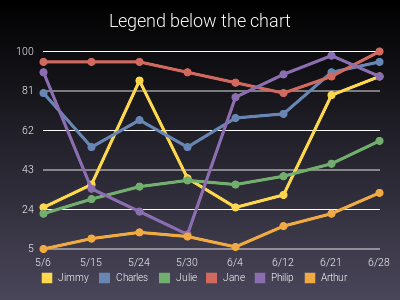 Legend below the chart
100
81
62
43
24
5
5/6 5/15 5/24 5/30 6/4 6/12 6/21 6/28
Jimmy Charles Julie Jane Philip Arthur